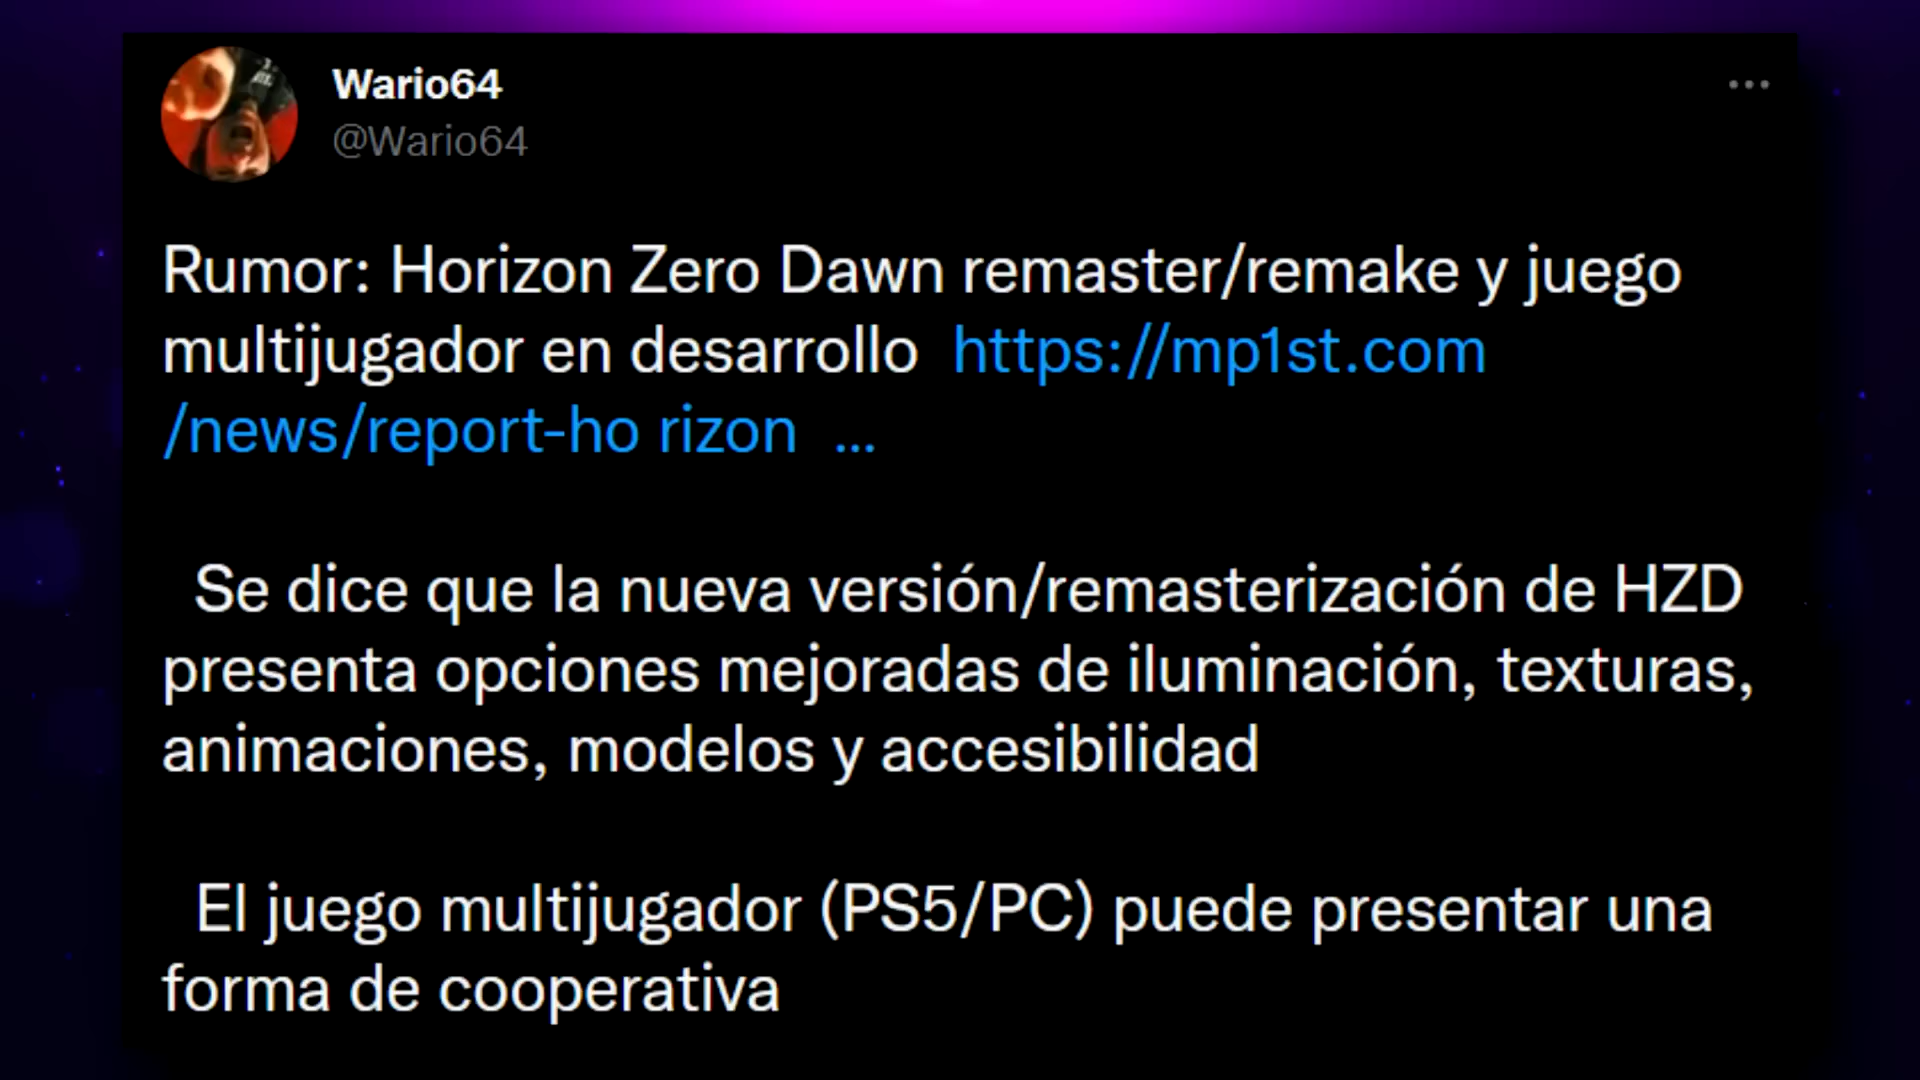 Wario64
@Wario64
Rumor: Horizon Zero Dawn remaster/remake y juego
multijugador en desarrollo https://mp1st.com
/news/report-ho rizon ...
Se dice que la nueva versión/remasterización de HZD
presenta opciones mejoradas de iluminación, texturas,
animaciones, modelos y accesibilidad
El juego multijugador (PS5/PC) puede presentar una
forma de cooperativa